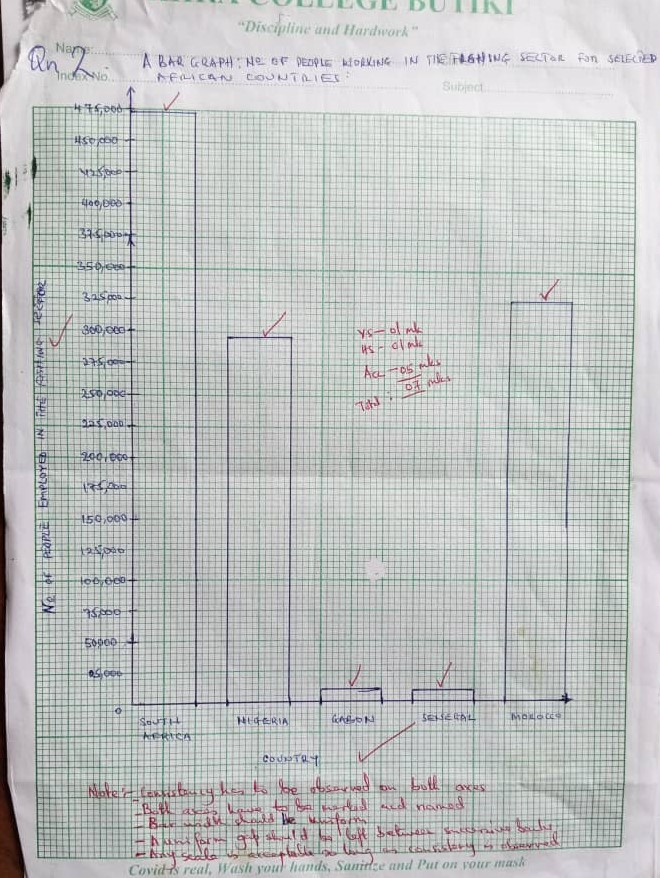 COLLEGE BUTIKI
"Discipline and Hardwork"
Name:
Qn 2
A BAR GRAPH: NO OF PEOPLE WORKING IN THE FISHING SECTOR FOR SELECTED
Index No.
AFRICAN COUNTRIES:
Subject
475,000
450,000
425,000
400,000
375,000
350,000
325,000
300,000
275,000
250,000
225,000
200,000
175,000
150,000
125,000
100,000
75,000
50,000
25,000
0
NO OF PEOPLE EMPLOYED IN THE FISHING SECTOR
VS - 01 mk
HS - 01 mk
Acc - 05 mks
Total : 07 mks
SOUTH AFRICA
NIGERIA
GABON
SENEGAL
MOROCCO
COUNTRY
Note:- Consistency has to be observed on both axes
- Both axes have to be marked and named
- Bar width should be uniform
- A uniform gap should be left between successive bars
- Any scale is acceptable so long as consistency is observed
Covid is real, Wash your hands, Sanitize and Put on your mask